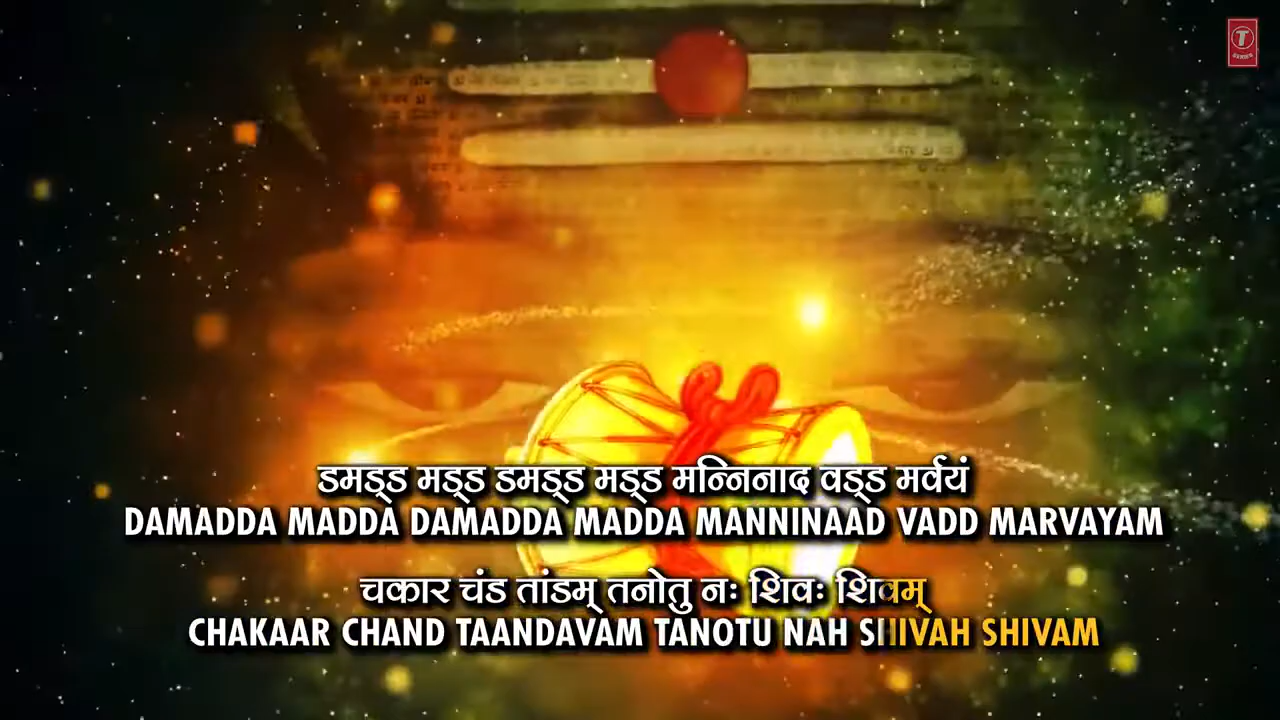 डमड्ड मड्ड डमड्ड मड्ड मन्निनाद वड्ड मर्वयं
DAMADDA MADDA DAMADDA MADDA MANNINAAD VADD MARVAYAM
चकार चंड तांडम् तनोतु नः शिवः शिवम्
CHAKAAR CHAND TAANDAVAM TANOTU NAH SHIVAH SHIVAM